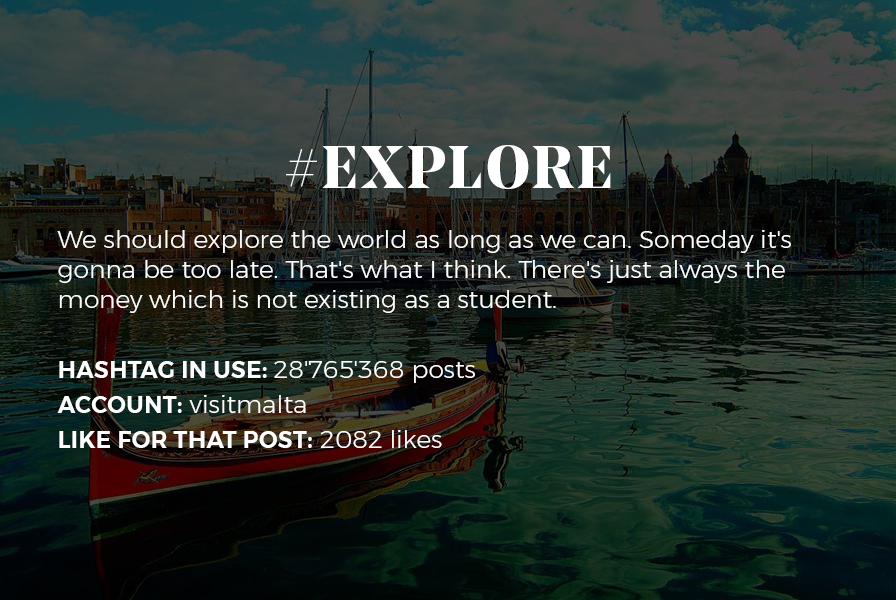 #EXPLORE
We should explore the world as long as we can. Someday it's
gonna be too late. That's what I think. There's just always the
money which is not existing as a student.
HASHTAG IN USE: 28'765'368 posts
ACCOUNT: visitmalta
LIKE FOR THAT POST: 2082 likes